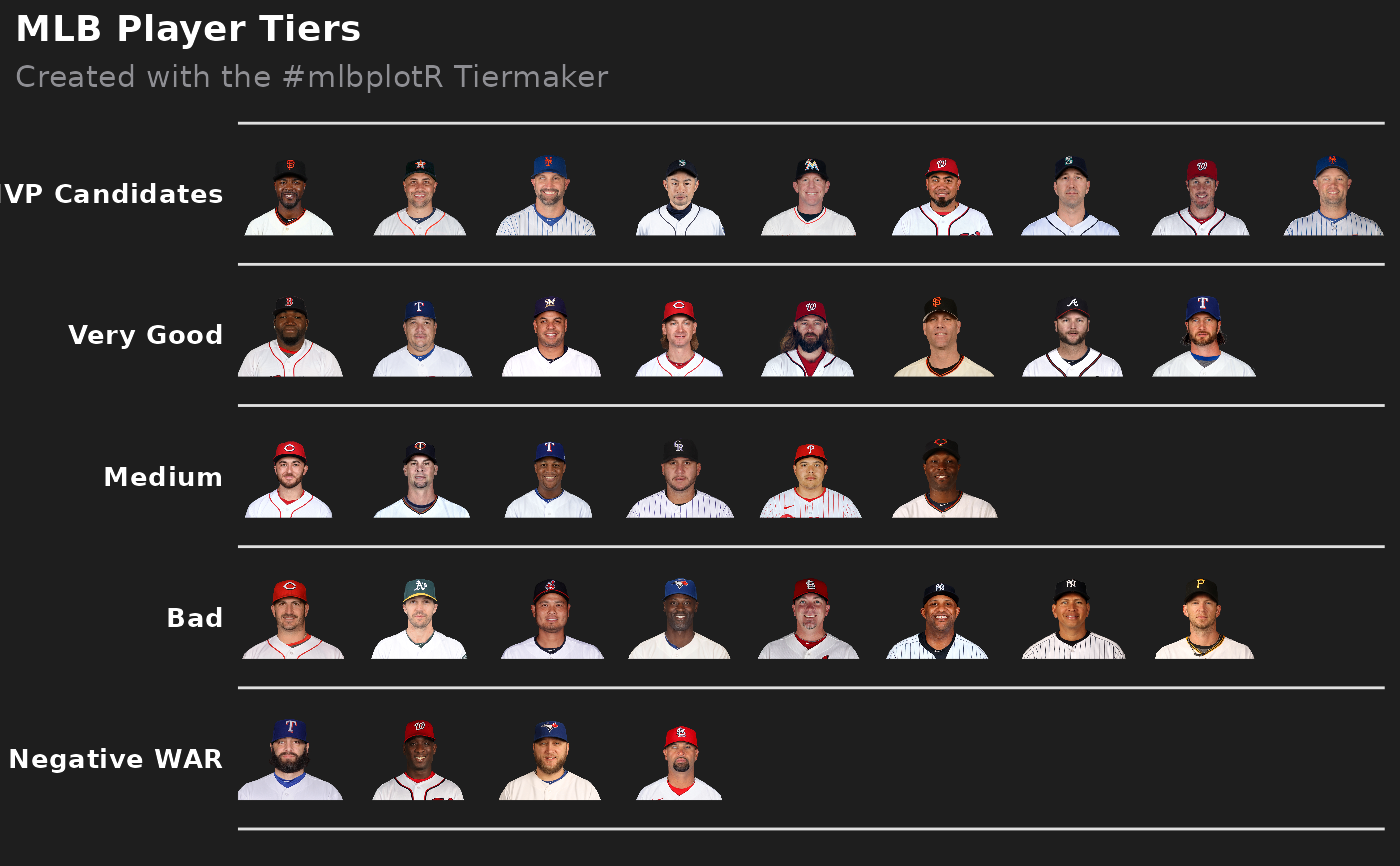 MLB Player Tiers
Created with the #mlbplotR Tiermaker
VP Candidates
Very Good
Medium
Bad
Negative WAR